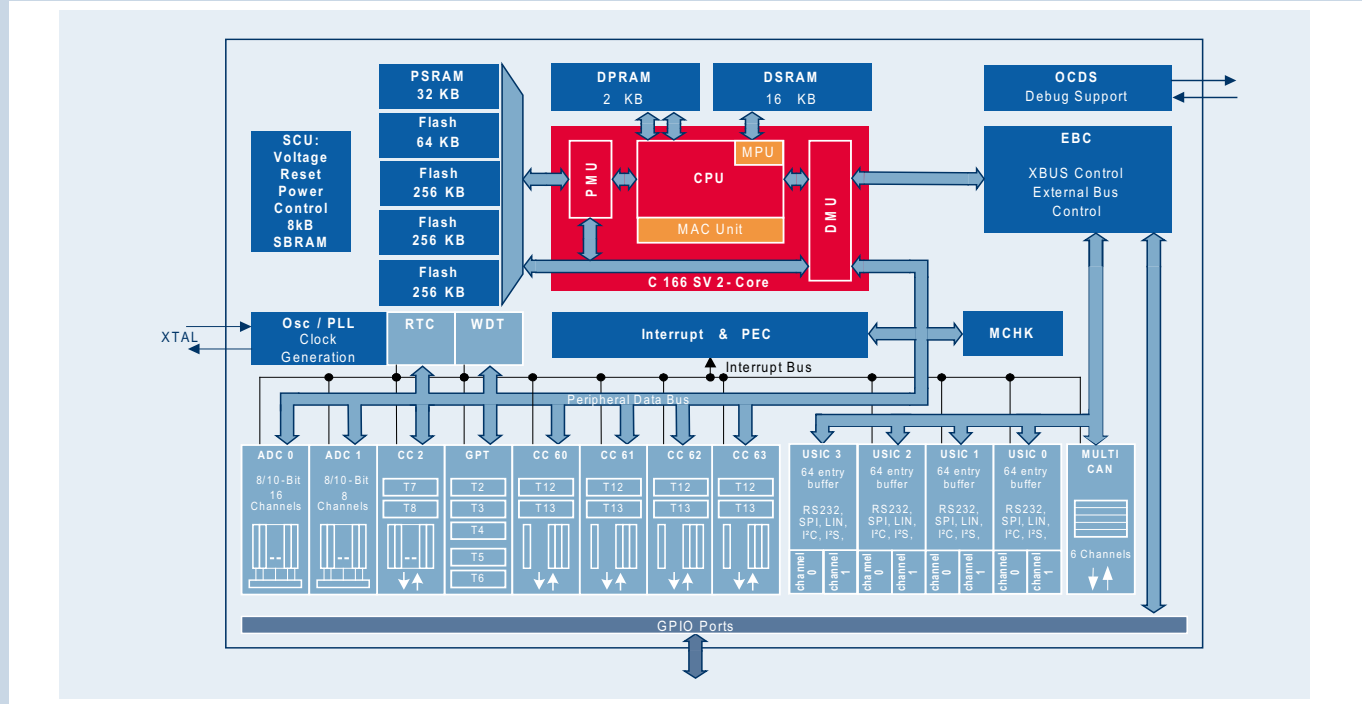 PSRAM
32 KB
Flash
64 KB
Flash
256 KB
Flash
256 KB
Flash
256 KB
DPRAM
2 KB
DSRAM
16 KB
OCDS
Debug Support
SCU:
Voltage
Reset
Power
Control
8kB
SBRAM
PMU
CPU
MPU
MAC Unit
DMU
C 166 SV 2- Core
EBC
XBUS Control
External Bus
Control
XTAL
Osc / PLL
Clock
Generation
RTC
WDT
Interrupt & PEC
MCHK
Interrupt Bus
Peripheral Data Bus
ADC 0
8/10-Bit
16
Channels
ADC 1
8/10-Bit
8
Channels
CC 2
T7
T8
GPT
T2
T3
T4
T5
T6
CC 60
T12
T13
CC 61
T12
T13
CC 62
T12
T13
CC 63
T12
T13
USIC 3
64 entry
buffer
RS232,
SPI, LIN,
I²C, I²S,
channel
0
channel
1
USIC 2
64 entry
buffer
RS232,
SPI, LIN,
I²C, I²S,
channel
0
channel
1
USIC 1
64 entry
buffer
RS232,
SPI, LIN,
I²C, I²S,
channel
0
channel
1
USIC 0
64 entry
buffer
RS232,
SPI, LIN,
I²C, I²S,
channel
0
channel
1
MULTI
CAN
6 Channels
GPIO Ports